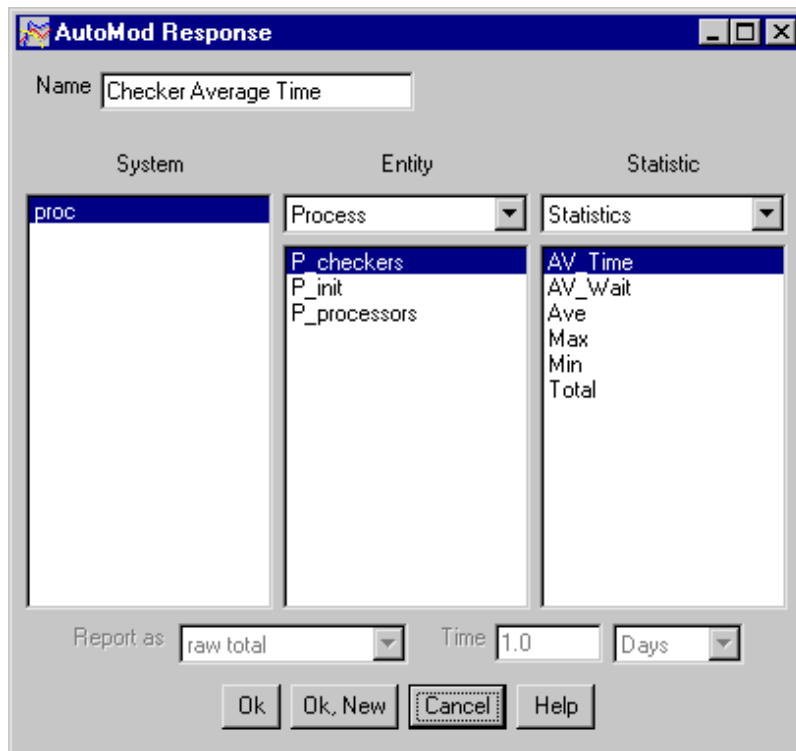 AutoMod Response
Name Checker Average Time
System Entity Statistic
proc Process Statistics
P_checkers AV_Time
P_init AV_Wait
P_processors Ave
Max
Min
Total
Report as raw total Time 1.0 Days
Ok Ok, New Cancel Help